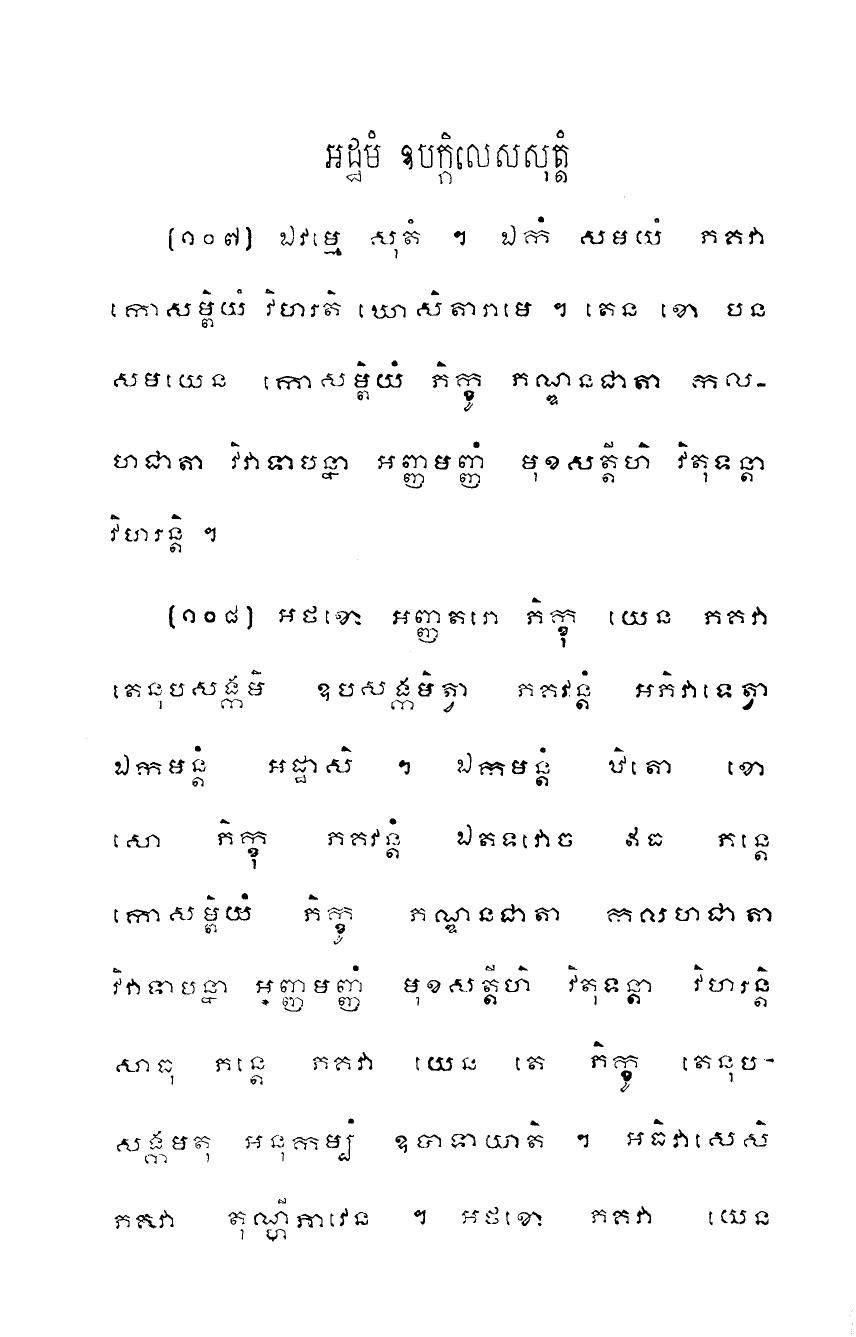 អដ្ឋមំ ឧបក្កិលេសសុត្តំ
(១០៧) ឯវម្មេ សុតំ ។ ឯកំ សមយំ ភគវា
កោសម្ពិយំ វិហរតិ ឃោសិតារាមេ ។ តេន ខោ បន
សមយេន កោសម្ពិយំ ភិក្ខូ ភណ្ឌនជាតា កល-
ហជាតា វិវាទាបន្នា អញ្ញមញ្ញំ មុខសត្តីហិ វិតុទន្តា
វិហរន្តិ ។
(១០៨) អថខោ អញ្ញតរោ ភិក្ខុ យេន ភគវា
តេនុបសង្កមិ ឧបសង្កមិត្វា ភគវន្តំ អភិវាទេត្វា
ឯកមន្តំ អដ្ឋាសិ ។ ឯកមន្តំ ឋិតោ ខោ
សោ ភិក្ខុ ភគវន្តំ ឯតទវោច ឥធ ភន្តេ
កោសម្ពិយំ ភិក្ខូ ភណ្ឌនជាតា កលហជាតា
វិវាទាបន្នា អញ្ញមញ្ញំ មុខសត្តីហិ វិតុទន្តា វិហរន្តិ
សាធុ ភន្តេ ភគវា យេន តេ ភិក្ខូ តេនុប-
សង្កមតុ អនុកម្បំ ឧបាទាយាតិ ។ អធិវាសេសិ
ភគវា តុណ្ហីភាវេន ។ អថខោ ភគវា យេន